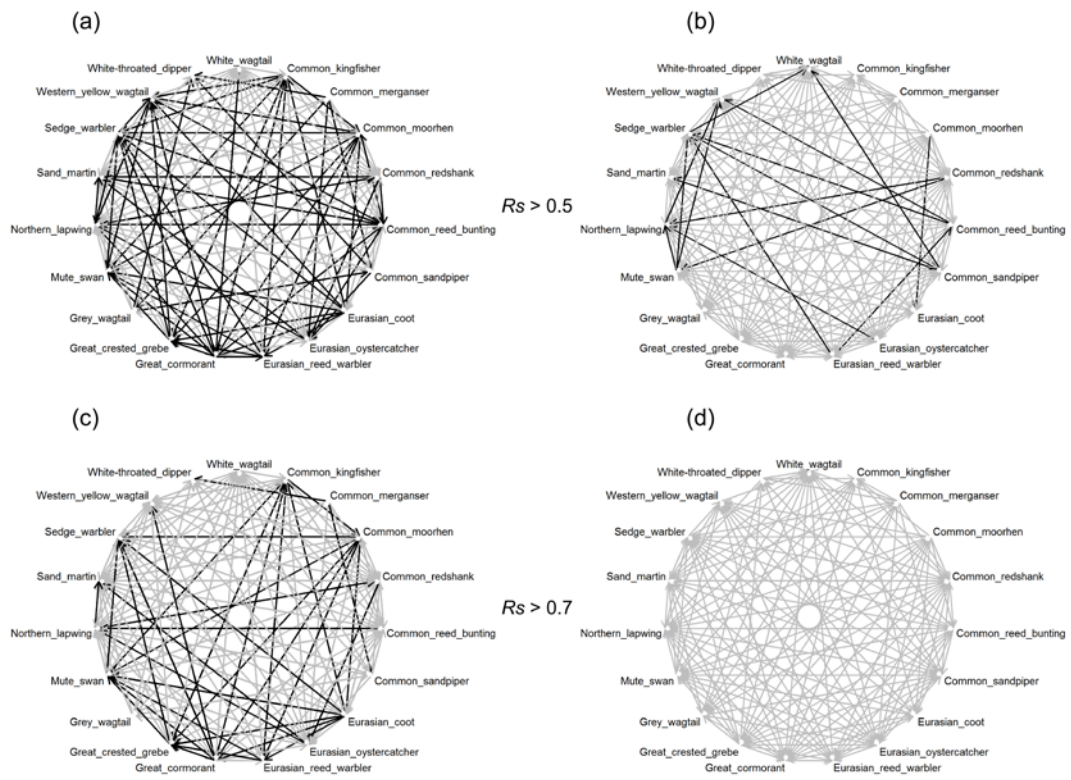 (a)
(b)
White_wagtail
White-throated_dipper
Common_kingfisher
Western_yellow_wagtail
Common_merganser
Sedge_warbler
Common_moorhen
Sand_martin
Common_redshank
Northern_lapwing
Common_reed_bunting
Mute_swan
Common_sandpiper
Grey_wagtail
Eurasian_coot
Great_crested_grebe
Eurasian_oystercatcher
Great_cormorant
Eurasian_reed_warbler
Rs > 0.5
White_wagtail
White-throated_dipper
Common_kingfisher
Western_yellow_wagtail
Common_merganser
Sedge_warbler
Common_moorhen
Sand_martin
Common_redshank
Northern_lapwing
Common_reed_bunting
Mute_swan
Common_sandpiper
Grey_wagtail
Eurasian_coot
Great_crested_grebe
Eurasian_oystercatcher
Great_cormorant
Eurasian_reed_warbler
(c)
(d)
White_wagtail
White-throated_dipper
Common_kingfisher
Western_yellow_wagtail
Common_merganser
Sedge_warbler
Common_moorhen
Sand_martin
Common_redshank
Northern_lapwing
Common_reed_bunting
Mute_swan
Common_sandpiper
Grey_wagtail
Eurasian_coot
Great_crested_grebe
Eurasian_oystercatcher
Great_cormorant
Eurasian_reed_warbler
Rs > 0.7
White_wagtail
White-throated_dipper
Common_kingfisher
Western_yellow_wagtail
Common_merganser
Sedge_warbler
Common_moorhen
Sand_martin
Common_redshank
Northern_lapwing
Common_reed_bunting
Mute_swan
Common_sandpiper
Grey_wagtail
Eurasian_coot
Great_crested_grebe
Eurasian_oystercatcher
Great_cormorant
Eurasian_reed_warbler